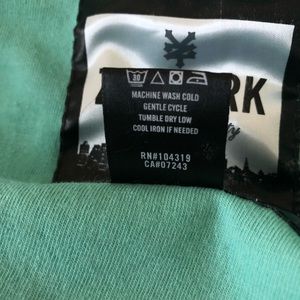 RK
30
MACHINE WASH COLD
GENTLE CYCLE
TUMBLE DRY LOW
COOL IRON IF NEEDED
RN#104319
CA#07243